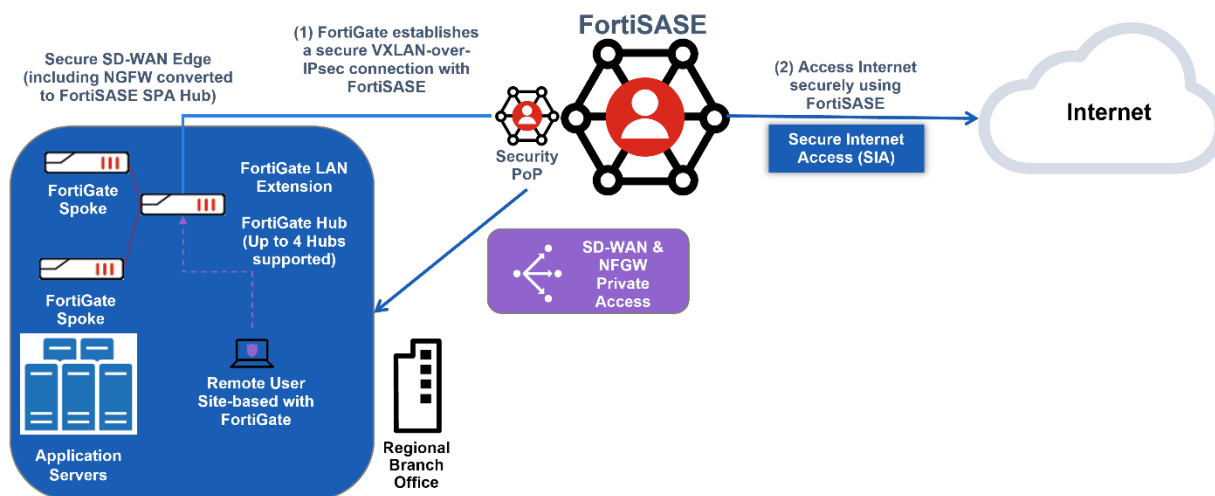 FortiSASE
(1) FortiGate establishes
a secure VXLAN-over-
IPsec connection with
FortiSASE
Secure SD-WAN Edge
(including NGFW converted
to FortiSASE SPA Hub)
(2) Access Internet
securely using
FortiSASE
Internet
Secure Internet
Access (SIA)
Security
PoP
FortiGate LAN
Extension
FortiGate
Spoke
FortiGate Hub
(Up to 4 Hubs
supported)
SD-WAN &
NFGW
Private
Access
FortiGate
Spoke
Remote User
Site-based with
FortiGate
Application
Servers
Regional
Branch
Office